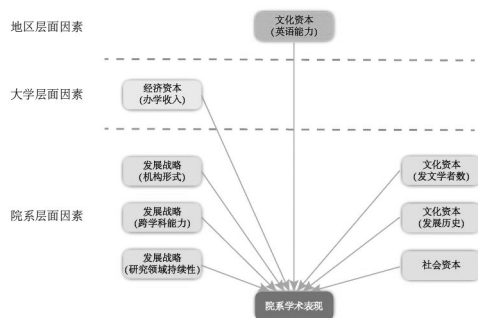 地区层面因素
文化资本
(英语能力)
大学层面因素
经济资本
(办学收入)
院系层面因素
发展战略
(机构形式)
发展战略
(跨学科能力)
发展战略
(研究领域持续性)
文化资本
(发文学者数)
文化资本
(发展历史)
社会资本
院系学术表现